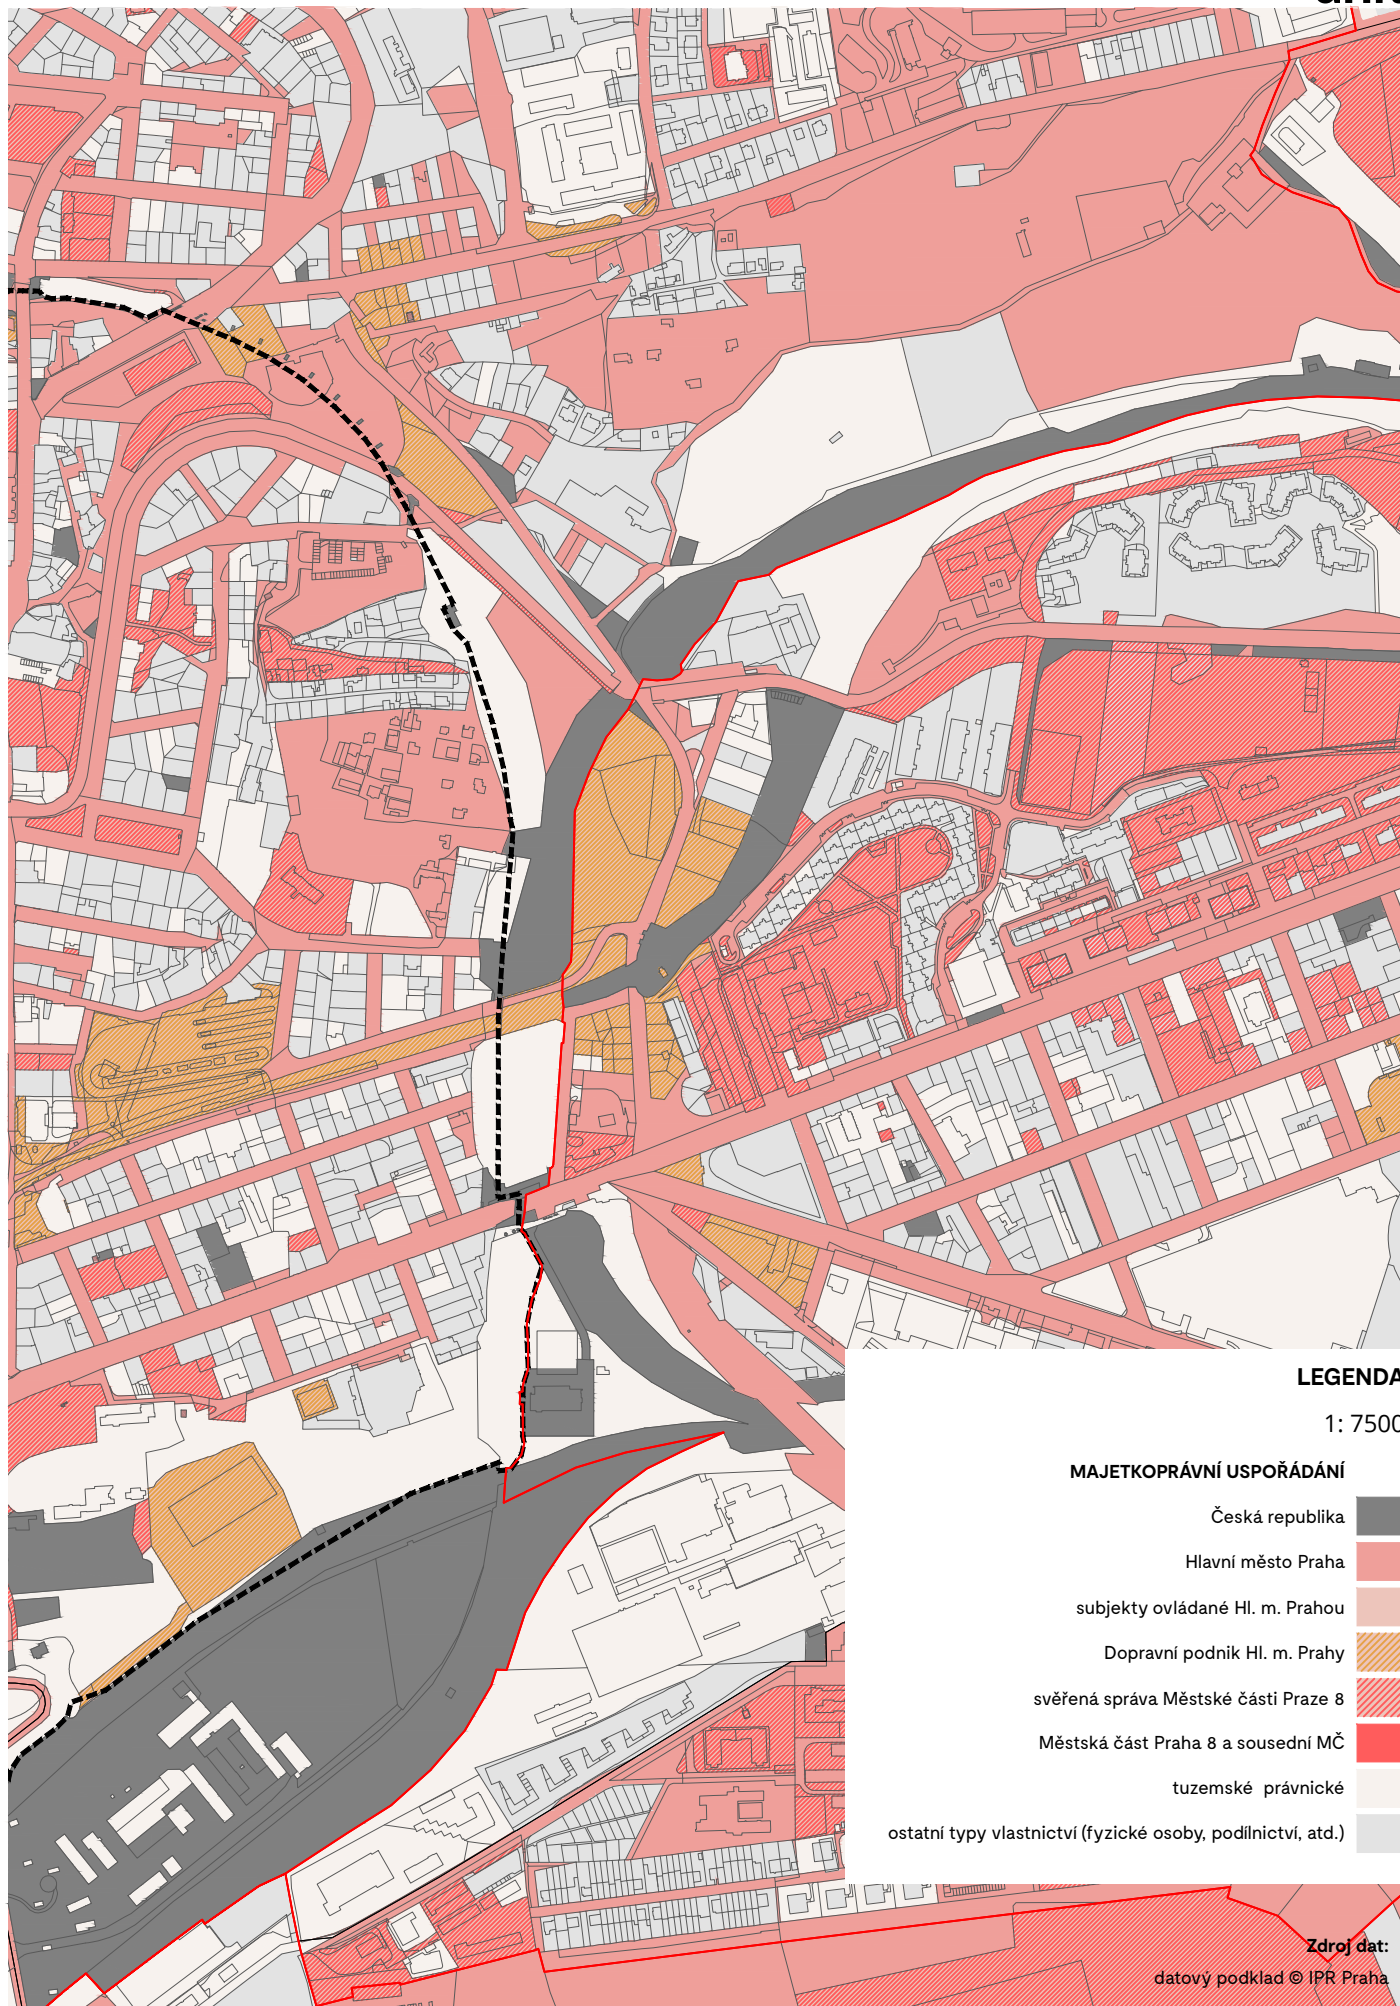 LEGENDA
1: 7500
MAJETKOPRÁVNÍ USPOŘÁDÁNÍ
Česká republika
Hlavní město Praha
subjekty ovládané Hl. m. Prahou
Dopravní podnik Hl. m. Prahy
svěřená správa Městské části Praze 8
Městská část Praha 8 a sousední MČ
tuzemské právnické
ostatní typy vlastnictví (fyzické osoby, podílnictví, atd.)
Zdroj dat:
datový podklad © IPR Praha